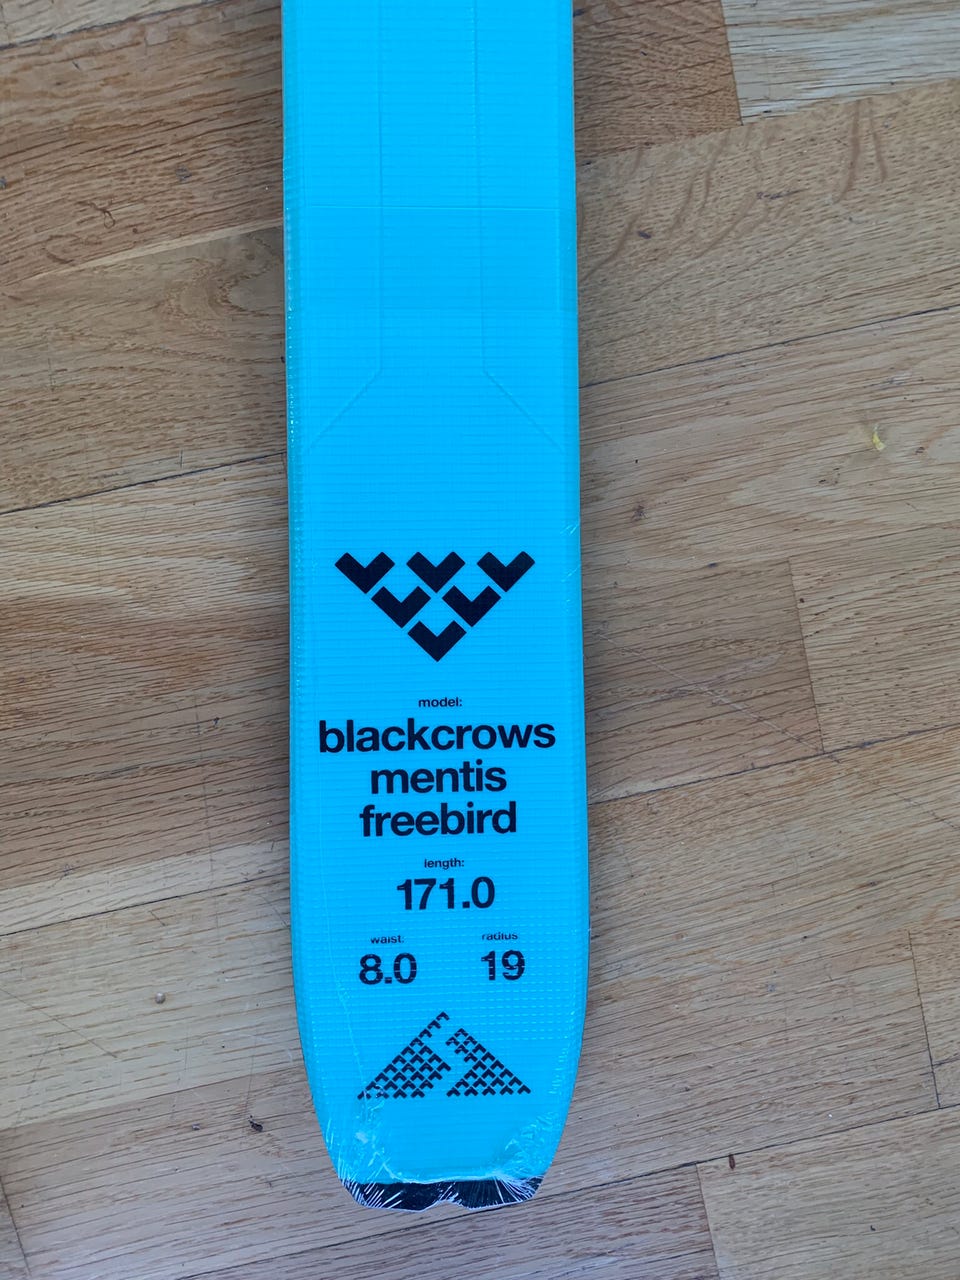 model:
blackcrows
mentis
freebird
length:
171.0
waist: radius
8.0 19